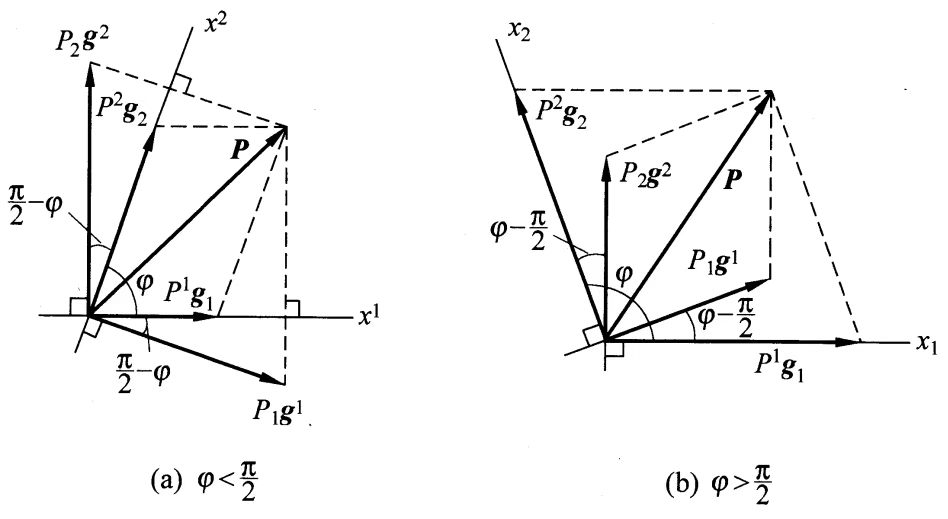 x²
P₂g²
P²g₂
P
π/2−φ
φ
P¹g₁
x¹
π/2−φ
P₁g¹
(a) φ<π/2
x₂
P²g₂
P₂g²
P
φ−π/2
φ
P₁g¹
φ−π/2
x₁
P¹g₁
(b) φ>π/2